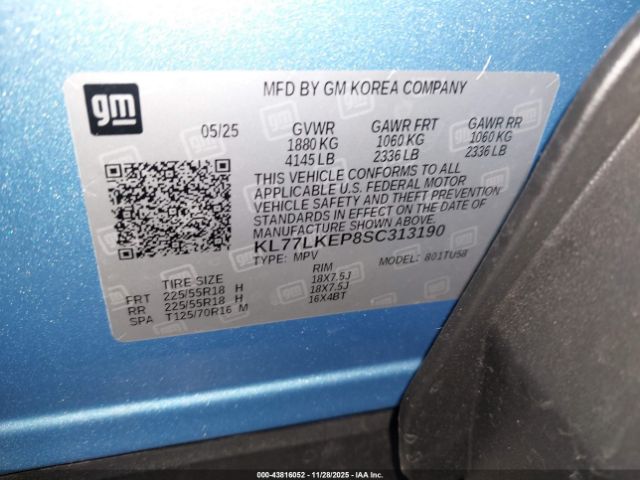 gm
MFD BY GM KOREA COMPANY
05/25 GVWR GAWR FRT GAWR RR
1880 KG 1060 KG 1060 KG
4145 LB 2336 LB 2336 LB
THIS VEHICLE CONFORMS TO ALL
APPLICABLE U.S. FEDERAL MOTOR
VEHICLE SAFETY AND THEFT PREVENTION
STANDARDS IN EFFECT ON THE DATE OF
MANUFACTURE SHOWN ABOVE.
KL77LKEP8SC313190
TYPE: MPV 801TU58
TIRE SIZE RIM
FRT 225/55R18 H 18X7.5J
RR 225/55R18 H 18X7.5J
SPA T125/70R16 M 16X4BT
000-43816052 11/28/2025 IAA Inc.